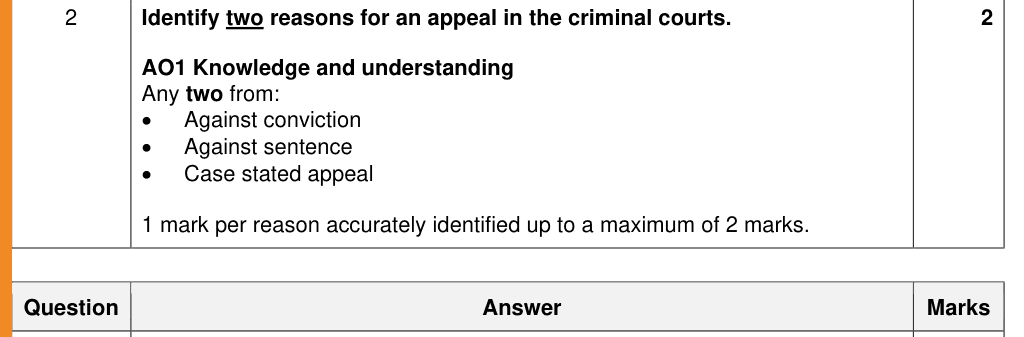 2 Identify two reasons for an appeal in the criminal courts. 2
AO1 Knowledge and understanding
Any two from:
• Against conviction
• Against sentence
• Case stated appeal
1 mark per reason accurately identified up to a maximum of 2 marks.
Question Answer Marks